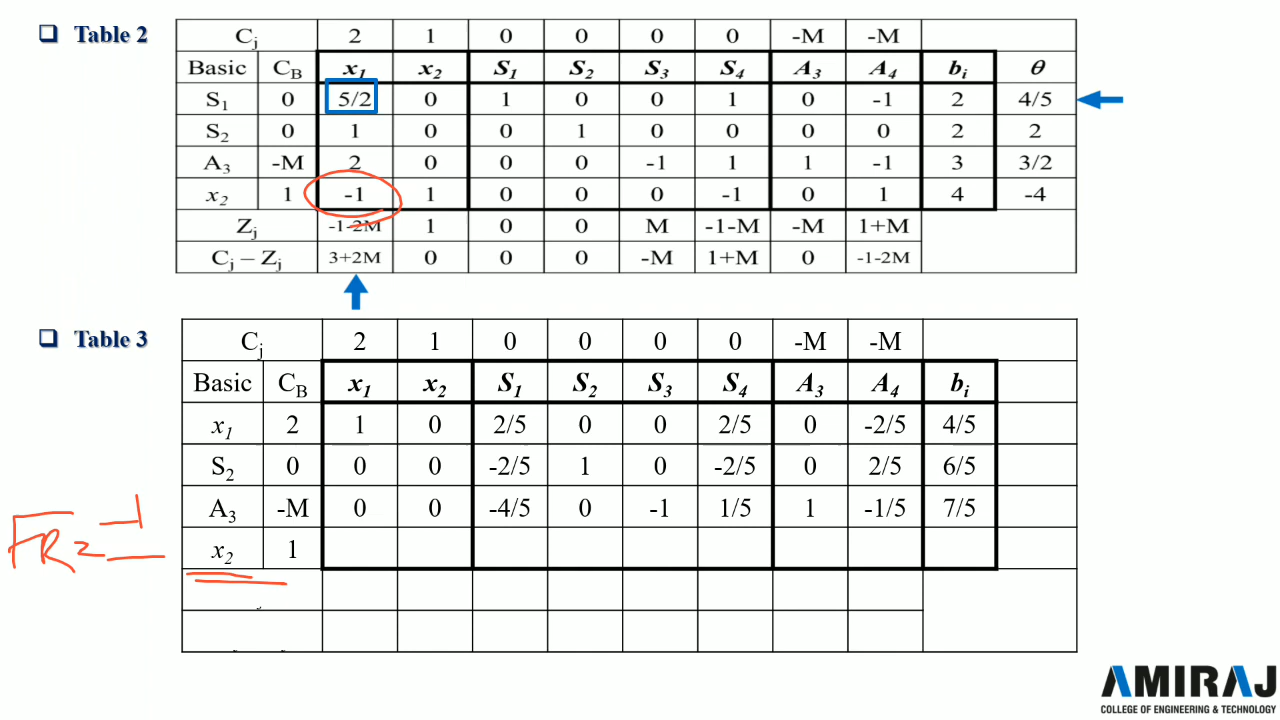 ❑ Table 2
Cj 2 1 0 0 0 0 -M -M
Basic CB x1 x2 S1 S2 S3 S4 A3 A4 bi θ
S1 0 5/2 0 1 0 0 1 0 -1 2 4/5
S2 0 1 0 0 1 0 0 0 0 2 2
A3 -M 2 0 0 0 -1 1 1 -1 3 3/2
x2 1 -1 1 0 0 0 -1 0 1 4 -4
Zj -1-2M 1 0 0 M -1-M -M 1+M
Cj – Zj 3+2M 0 0 0 -M 1+M 0 -1-2M
❑ Table 3
Cj 2 1 0 0 0 0 -M -M
Basic CB x1 x2 S1 S2 S3 S4 A3 A4 bi
x1 2 1 0 2/5 0 0 2/5 0 -2/5 4/5
S2 0 0 0 -2/5 1 0 -2/5 0 2/5 6/5
A3 -M 0 0 -4/5 0 -1 1/5 1 -1/5 7/5
x2 1
FR = -1
AMIRAJ
COLLEGE OF ENGINEERING & TECHNOLOGY